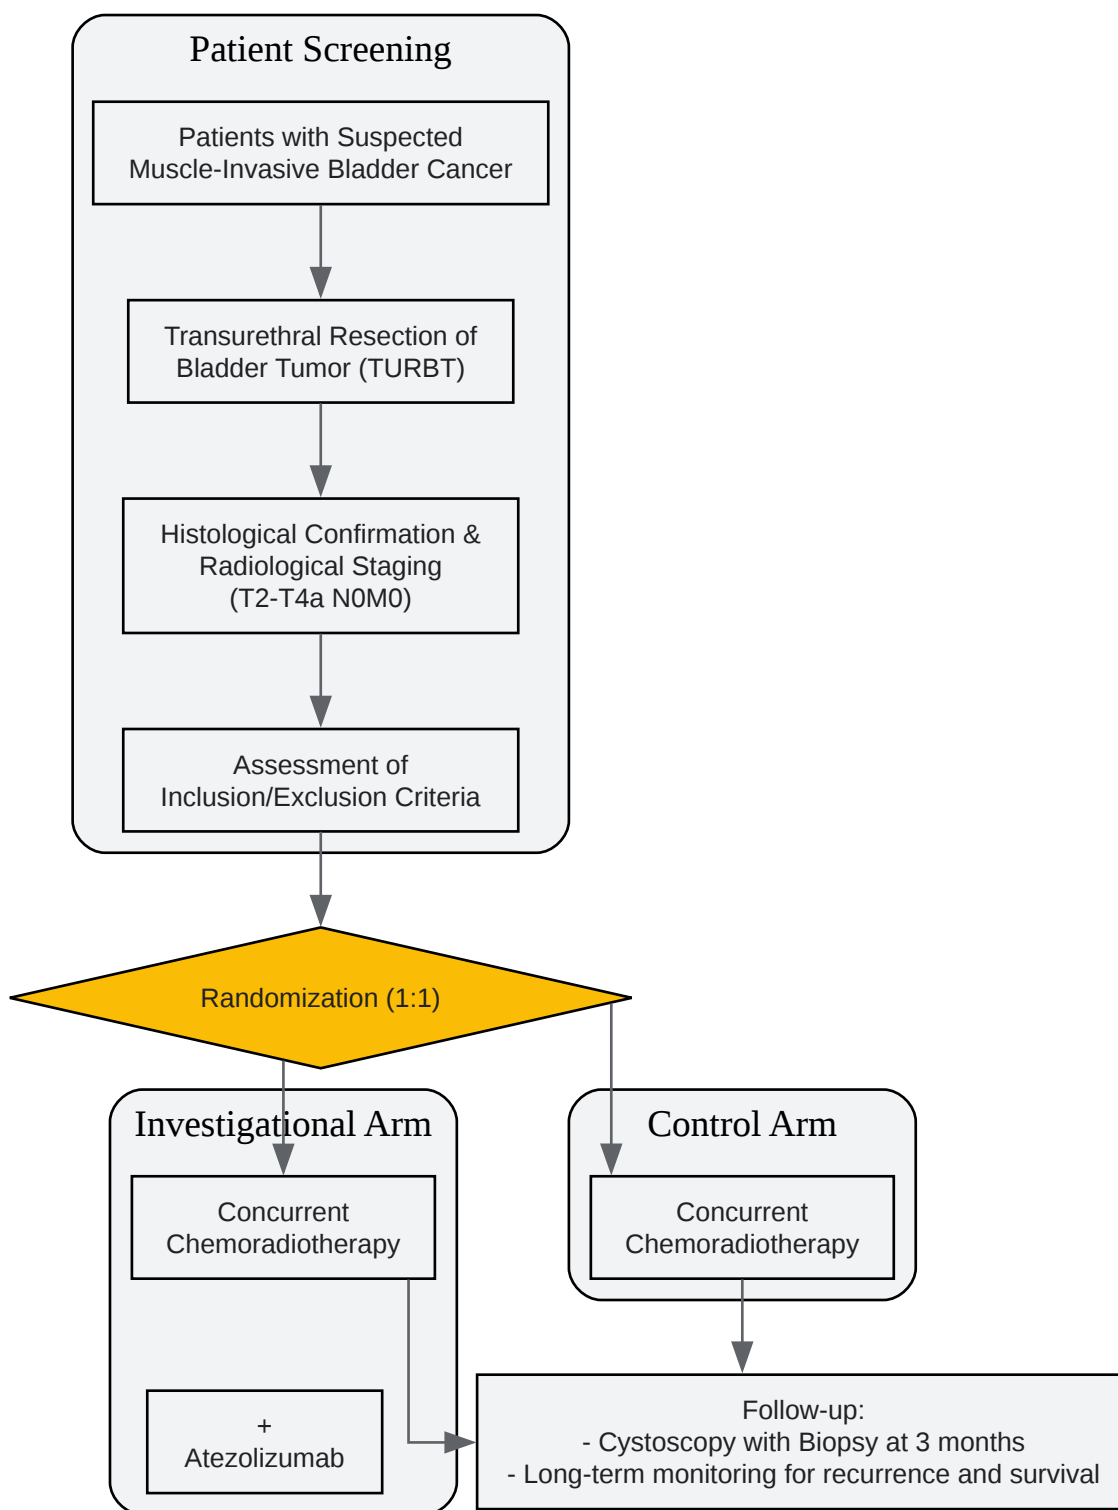 Patient Screening
Patients with Suspected
Muscle-Invasive Bladder Cancer
Transurethral Resection of
Bladder Tumor (TURBT)
Histological Confirmation &
Radiological Staging
(T2-T4a N0M0)
Assessment of
Inclusion/Exclusion Criteria
Randomization (1:1)
Investigational Arm
Concurrent
Chemoradiotherapy
+
Atezolizumab
Control Arm
Concurrent
Chemoradiotherapy
Follow-up:
- Cystoscopy with Biopsy at 3 months
- Long-term monitoring for recurrence and survival